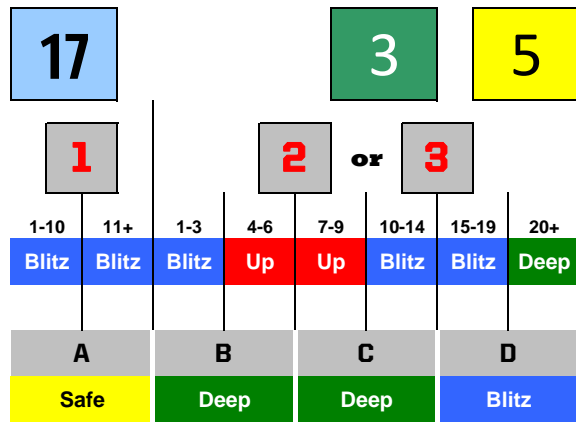 17 3 5
1 2 or 3
1-10 11+ 1-3 4-6 7-9 10-14 15-19 20+
Blitz Blitz Blitz Up Up Blitz Blitz Deep
A B C D
Safe Deep Deep Blitz